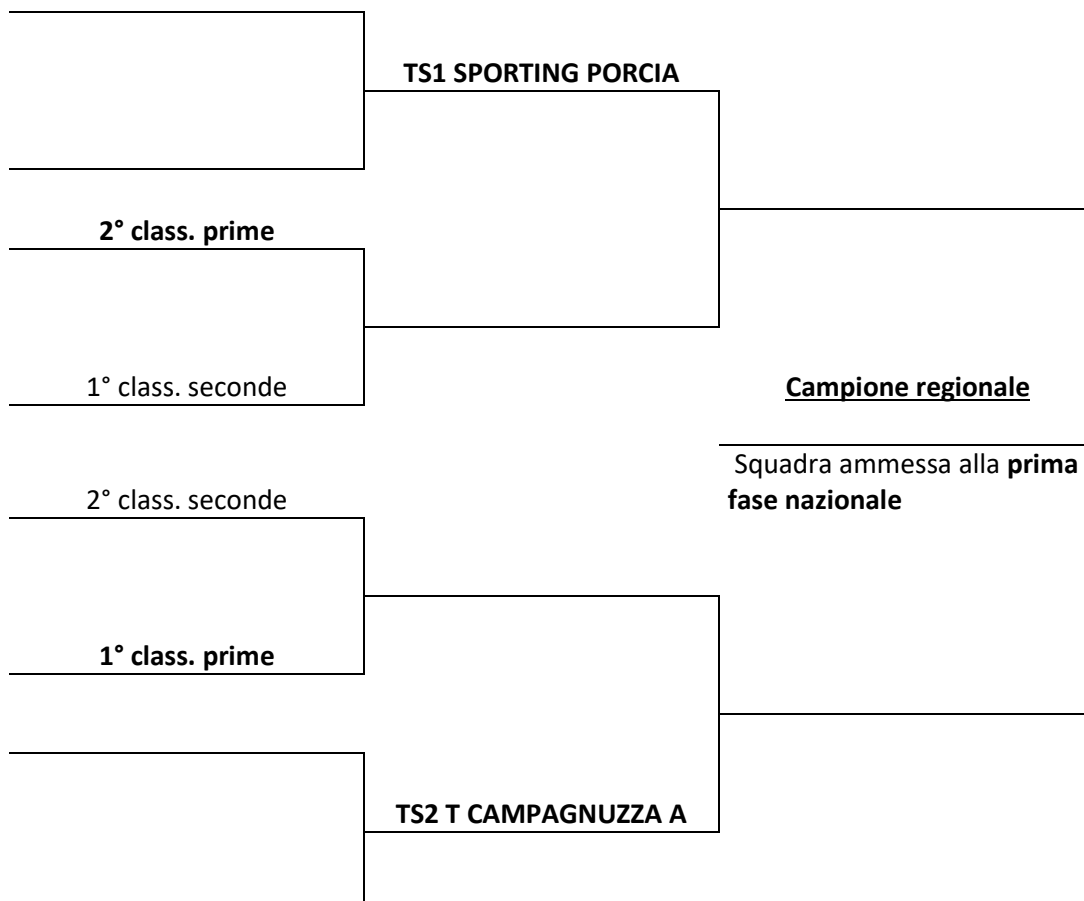 TS1 SPORTING PORCIA
2° class. prime
1° class. seconde
Campione regionale
Squadra ammessa alla prima
fase nazionale
2° class. seconde
1° class. prime
TS2 T CAMPAGNUZZA A